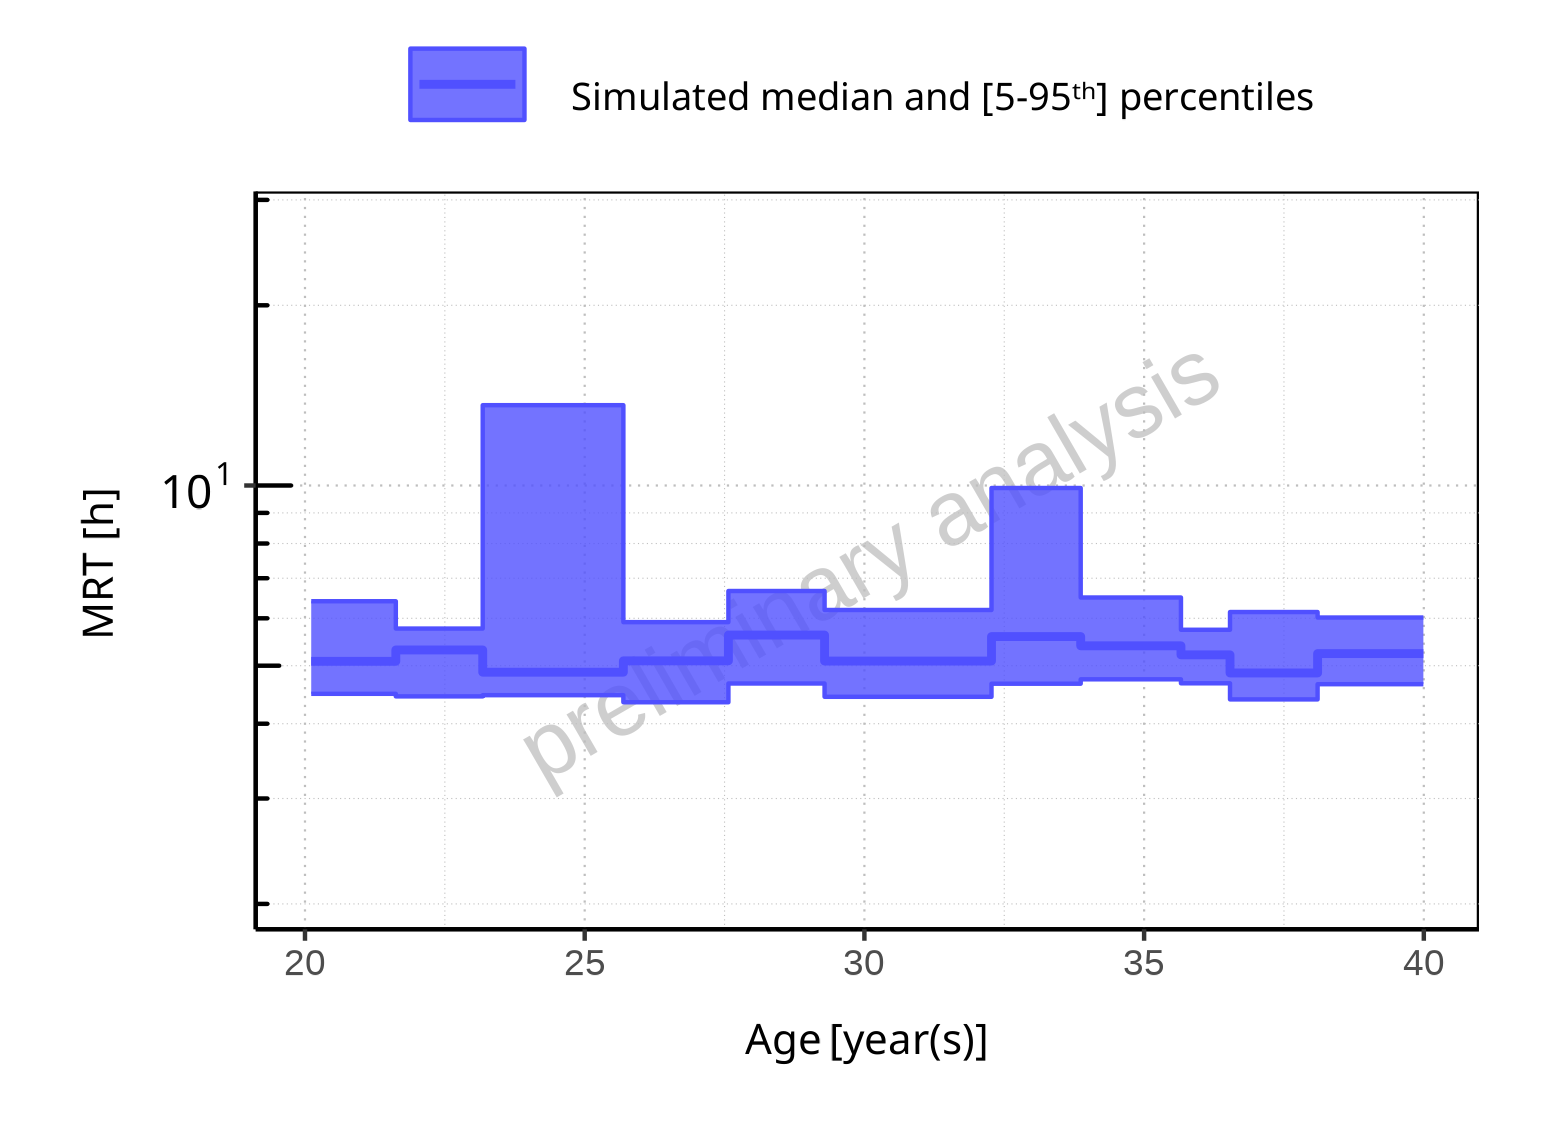 Simulated median and [5-95ᵗʰ] percentiles
10¹
MRT [h]
preliminary analysis
20 25 30 35 40
Age [year(s)]